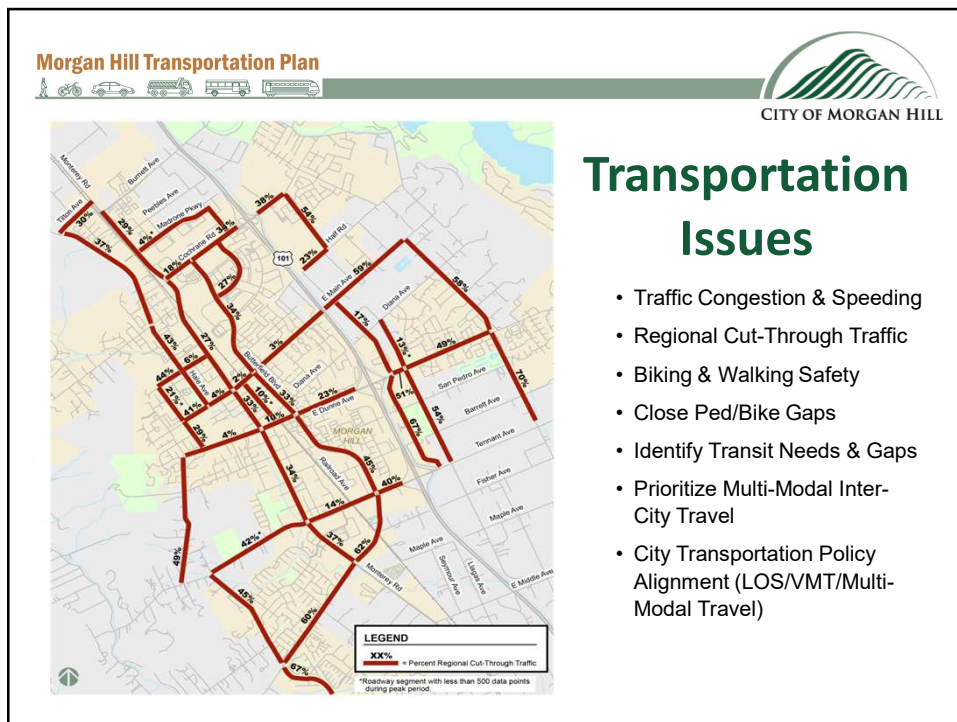 Morgan Hill Transportation Plan
CITY OF MORGAN HILL
Transportation
Issues
• Traffic Congestion & Speeding
• Regional Cut-Through Traffic
• Biking & Walking Safety
• Close Ped/Bike Gaps
• Identify Transit Needs & Gaps
• Prioritize Multi-Modal Inter-
City Travel
• City Transportation Policy
Alignment (LOS/VMT/Multi-
Modal Travel)
Monterey Rd
Burnett Ave
Tilton Ave
30%
29%
Peebles Ave
Madrone Pkwy
4%*
34%
38%
54%
Half Rd
23%
37%
18%
Cochrane Rd
27%
101
E Main Ave
59%
58%
34%
17%
Diana Ave
13%*
49%
43%
27%
6%
3%
44%
Hale Ave
2%
Butterfield Blvd
Diana Ave
21%*
4%
10%*
33%
23%
51%
San Pedro Ave
70%
41%
33%
E Dunne Ave
29%
10%
67%
54%
Barrett Ave
4%
MORGAN
HILL
Tennant Ave
34%
Railroad Ave
45%
40%
Fisher Ave
14%
Maple Ave
49%
42%*
37%
62%
Maple Ave
Monterey Rd
Seymour Ave
Llagas Ave
E Middle Ave
45%
60%
67%
LEGEND
XX%
= Percent Regional Cut-Through Traffic
*Roadway segment with less than 500 data points
during peak period.